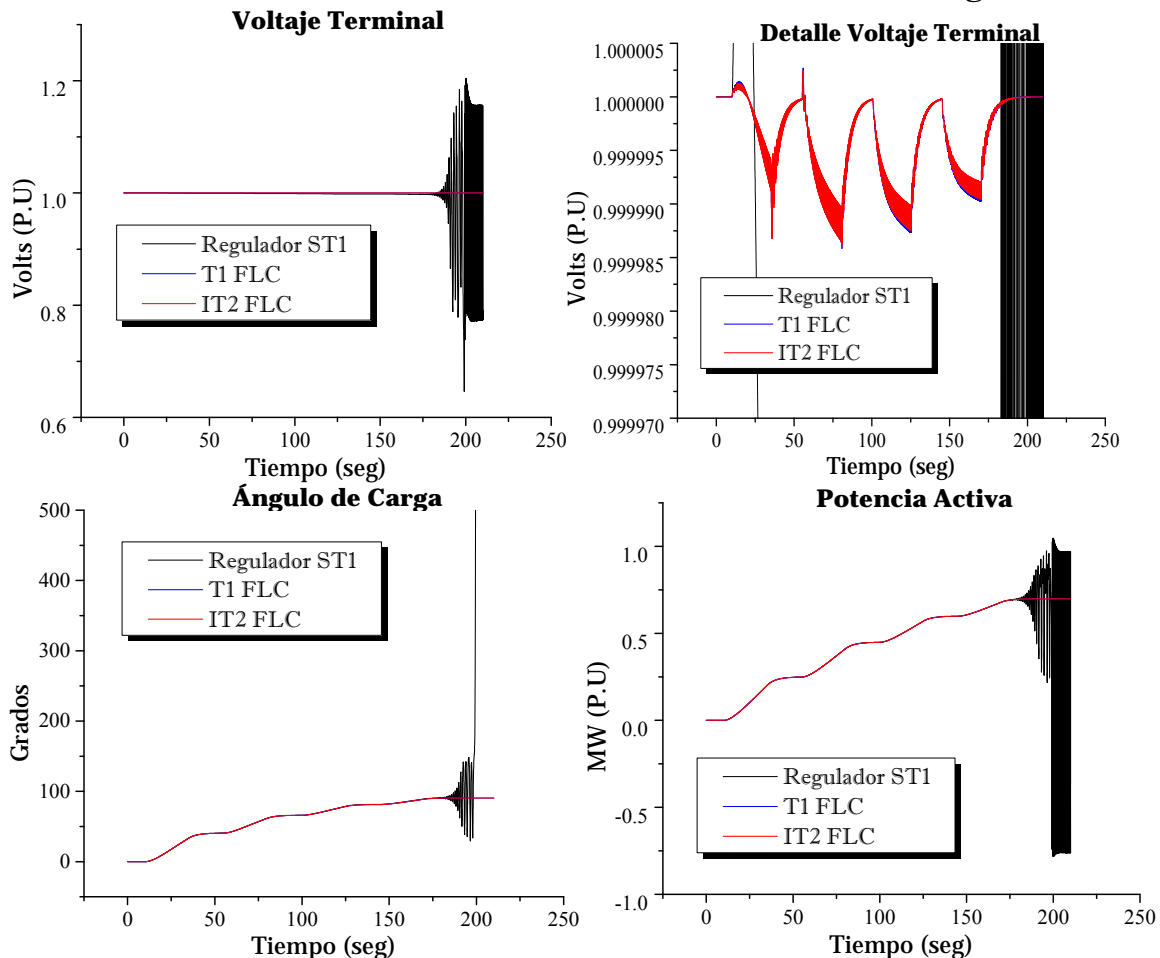 Voltaje Terminal
1.2
1.0
0.8
0.6
Volts (P.U)
Regulador ST1
T1 FLC
IT2 FLC
0
50
100
150
200
250
Tiempo (seg)
Detalle Voltaje Terminal
1.000005
1.000000
0.999995
0.999990
0.999985
0.999980
0.999975
0.999970
Volts (P.U)
Regulador ST1
T1 FLC
IT2 FLC
0
50
100
150
200
250
Tiempo (seg)
Ángulo de Carga
500
400
300
200
100
0
Grados
Regulador ST1
T1 FLC
IT2 FLC
0
50
100
150
200
250
Tiempo (seg)
Potencia Activa
1.0
0.5
0.0
-0.5
-1.0
MW (P.U)
Regulador ST1
T1 FLC
IT2 FLC
0
50
100
150
200
250
Tiempo (seg)